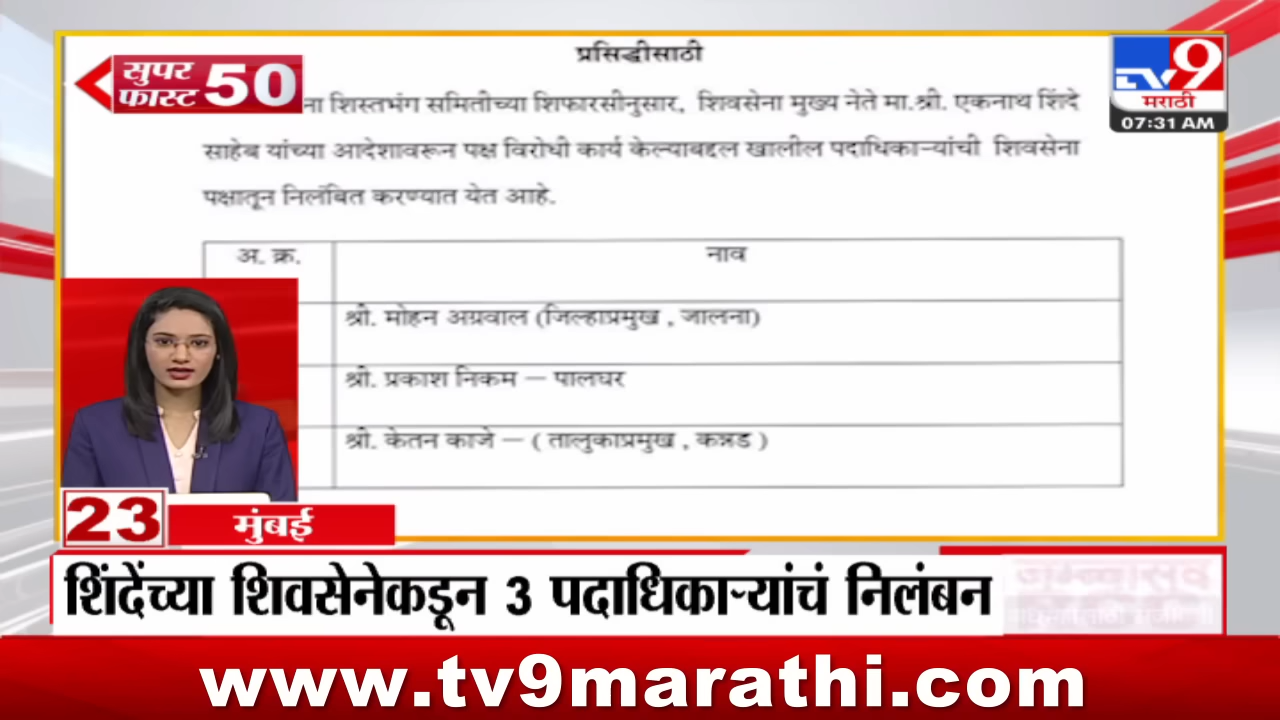 प्रसिद्धीसाठी
सुपर
फास्ट 50
TV9
मराठी
07:31 AM
शिस्तभंग समितीच्या शिफारसीनुसार, शिवसेना मुख्य नेते मा.श्री. एकनाथ शिंदे
साहेब यांच्या आदेशावरून पक्ष विरोधी कार्य केल्याबद्दल खालील पदाधिकाऱ्यांची शिवसेना
पक्षातून निलंबित करण्यात येत आहे.
अ. क्र. नाव
श्री. मोहन अग्रवाल (जिल्हाप्रमुख , जालना)
श्री. प्रकाश निकम – पालघर
श्री. केतन काजे – ( तालुकाप्रमुख , कन्नड )
23 मुंबई
शिंदेंच्या शिवसेनेकडून 3 पदाधिकाऱ्यांचं निलंबन
www.tv9marathi.com